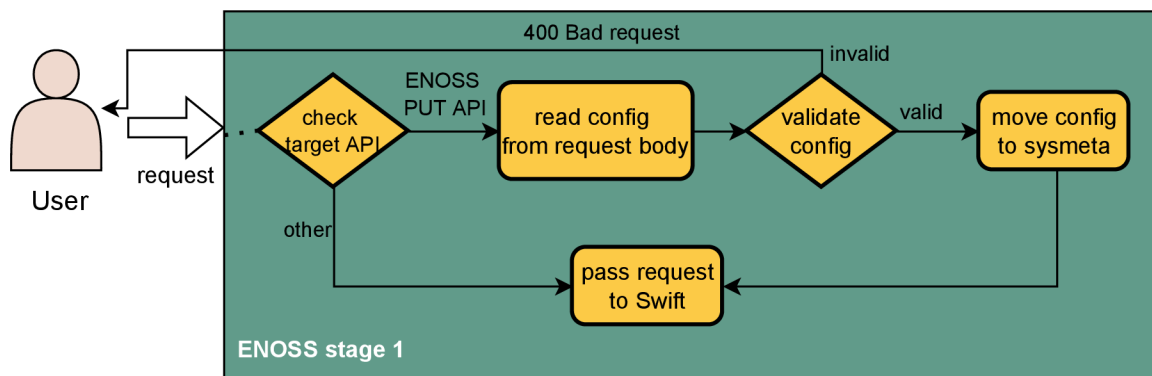 400 Bad request
invalid
ENOSS
PUT API
check
target API
read config
from request body
validate
config
valid
move config
to sysmeta
request
User
other
pass request
to Swift
ENOSS stage 1